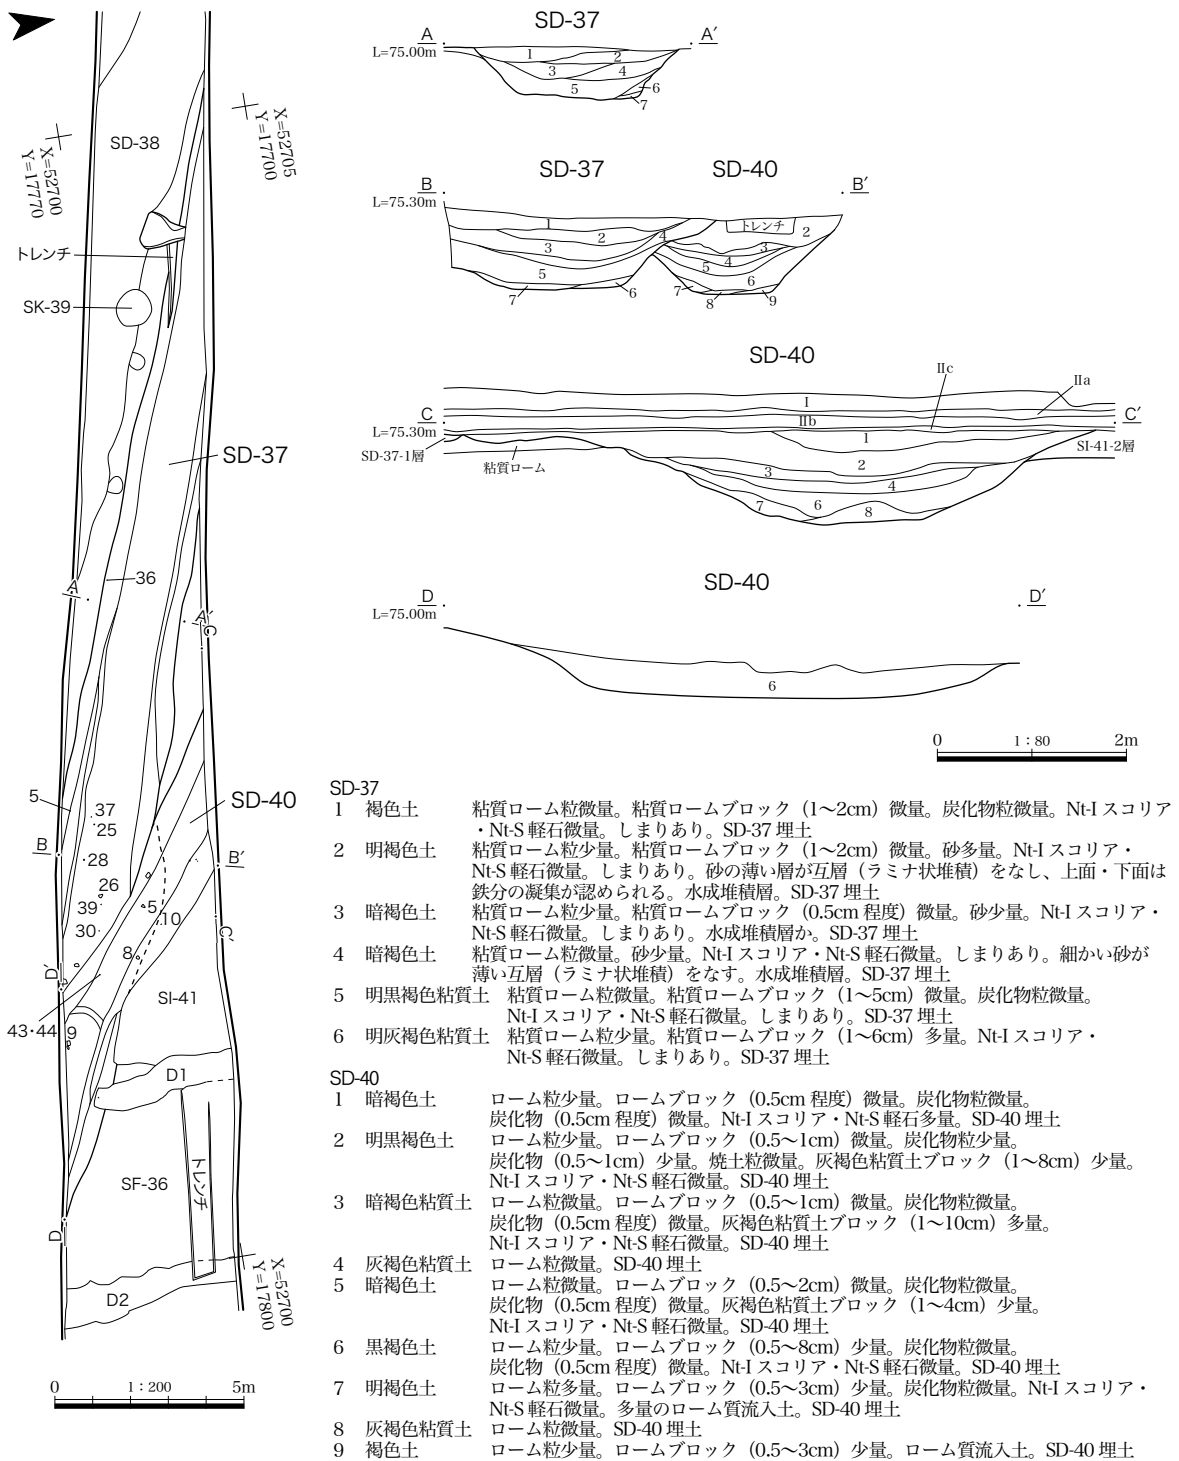 SD-38
X=52700
Y=17770
X=52705
Y=17700
トレンチ
SK-39
SD-37
36
A
A′
C
5
37
25
SD-40
B
B′
28
26
39
5
10
30
8
C′
D′
SI-41
43・44
9
D1
トレンチ
SF-36
D
D2
X=52700
Y=17800
0 1：200 5m
SD-37
A A′
L=75.00m
1 2
3 4
5 6
7
SD-37 SD-40
B B′
L=75.30m
1 トレンチ 2
2 4
3 3
4
5 5
6
7 6 7 8 9
SD-40
IIc
IIa
I
C C′
IIb
L=75.30m
1
SD-37-1層
SI-41-2層
粘質ローム
2
3
4
7 6 8
SD-40
D D′
L=75.00m
6
0 1：80 2m
SD-37
1 褐色土 粘質ローム粒微量。粘質ロームブロック（1～2cm）微量。炭化物粒微量。Nt-I スコリア
・Nt-S 軽石微量。しまりあり。SD-37 埋土
2 明褐色土 粘質ローム粒少量。粘質ロームブロック（1～2cm）微量。砂多量。Nt-I スコリア・
Nt-S 軽石微量。しまりあり。砂の薄い層が互層（ラミナ状堆積）をなし、上面・下面は
鉄分の凝集が認められる。水成堆積層。SD-37 埋土
3 暗褐色土 粘質ローム粒少量。粘質ロームブロック（0.5cm 程度）微量。砂少量。Nt-I スコリア・
Nt-S 軽石微量。しまりあり。水成堆積層か。SD-37 埋土
4 暗褐色土 粘質ローム粒微量。砂少量。Nt-I スコリア・Nt-S 軽石微量。しまりあり。細かい砂が
薄い互層（ラミナ状堆積）をなす。水成堆積層。SD-37 埋土
5 明黒褐色粘質土 粘質ローム粒微量。粘質ロームブロック（1～5cm）微量。炭化物粒微量。
Nt-I スコリア・Nt-S 軽石微量。しまりあり。SD-37 埋土
6 明灰褐色粘質土 粘質ローム粒少量。粘質ロームブロック（1～6cm）多量。Nt-I スコリア・
Nt-S 軽石微量。しまりあり。SD-37 埋土
SD-40
1 暗褐色土 ローム粒少量。ロームブロック（0.5cm 程度）微量。炭化物粒微量。
炭化物（0.5cm 程度）微量。Nt-I スコリア・Nt-S 軽石多量。SD-40 埋土
2 明黒褐色土 ローム粒少量。ロームブロック（0.5～1cm）微量。炭化物粒少量。
炭化物（0.5～1cm）少量。焼土粒微量。灰褐色粘質土ブロック（1～8cm）少量。
Nt-I スコリア・Nt-S 軽石微量。SD-40 埋土
3 暗褐色粘質土 ローム粒微量。ロームブロック（0.5～1cm）微量。炭化物粒微量。
炭化物（0.5cm 程度）微量。灰褐色粘質土ブロック（1～10cm）多量。
Nt-I スコリア・Nt-S 軽石微量。SD-40 埋土
4 灰褐色粘質土 ローム粒微量。SD-40 埋土
5 暗褐色土 ローム粒微量。ロームブロック（0.5～2cm）微量。炭化物粒微量。
炭化物（0.5cm 程度）微量。灰褐色粘質土ブロック（1～4cm）少量。
Nt-I スコリア・Nt-S 軽石微量。SD-40 埋土
6 黒褐色土 ローム粒少量。ロームブロック（0.5～8cm）少量。炭化物粒微量。
炭化物（0.5cm 程度）微量。Nt-I スコリア・Nt-S 軽石微量。SD-40 埋土
7 明褐色土 ローム粒多量。ロームブロック（0.5～3cm）少量。炭化物粒微量。Nt-I スコリア・
Nt-S 軽石微量。多量のローム質流入土。SD-40 埋土
8 灰褐色粘質土 ローム粒微量。SD-40 埋土
9 褐色土 ローム粒少量。ロームブロック（0.5～3cm）少量。ローム質流入土。SD-40 埋土